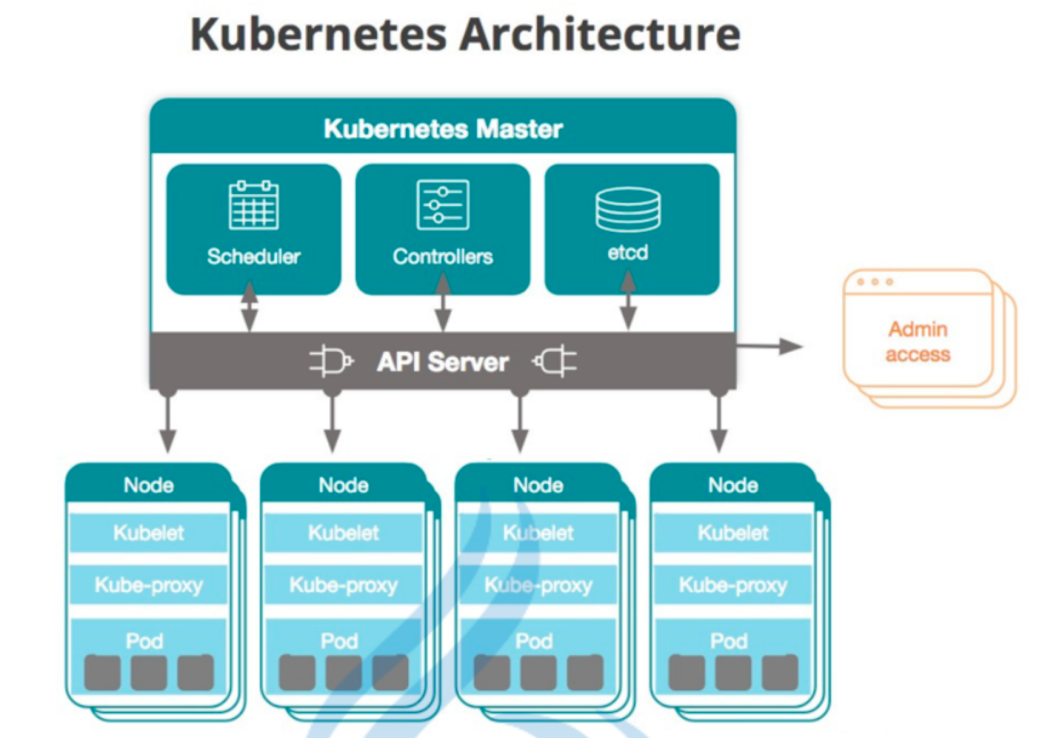 Kubernetes Architecture
Kubernetes Master
Scheduler
Controllers
etcd
API Server
Admin
access
Node
Kubelet
Kube-proxy
Pod
Node
Kubelet
Kube-proxy
Pod
Node
Kubelet
Kube-proxy
Pod
Node
Kubelet
Kube-proxy
Pod